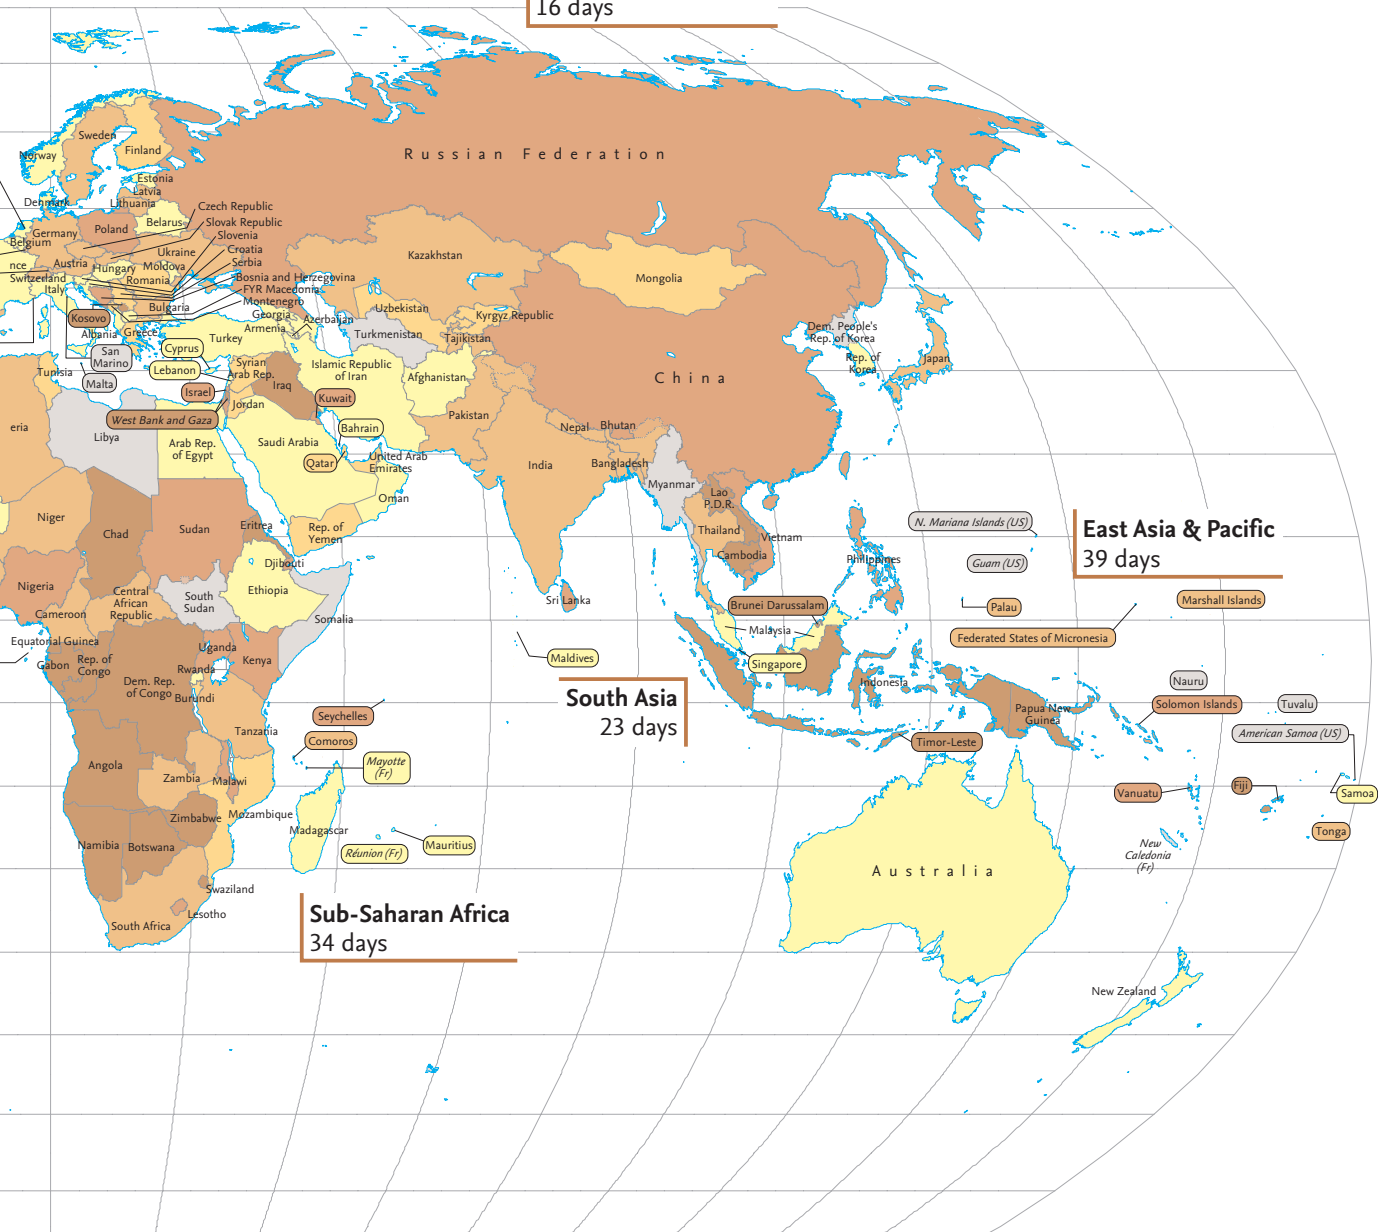 16 days
Russian Federation
Sweden
Finland
Norway
Estonia
Latvia
Lithuania
Denmark
Czech Republic
Slovak Republic
Slovenia
Croatia
Serbia
Bosnia and Herzegovina
FYR Macedonia
Montenegro
Belarus
Poland
Germany
Belgium
Ukraine
Austria
Hungary
Moldova
nce
Switzerland
Romania
Italy
Bulgaria
Kosovo
Albania
Greece
Georgia
Armenia
Azerbaijan
Turkey
Kazakhstan
Mongolia
Uzbekistan
Kyrgyz Republic
Turkmenistan
Tajikistan
Dem. People's
Rep. of Korea
Rep. of
Korea
Japan
China
San
Marino
Malta
Tunisia
Cyprus
Lebanon
Syrian
Arab Rep.
Iraq
Islamic Republic
of Iran
Afghanistan
Israel
Kuwait
Jordan
West Bank and Gaza
Bahrain
Pakistan
Nepal
Bhutan
eria
Libya
Arab Rep.
of Egypt
Saudi Arabia
Qatar
United Arab
Emirates
Oman
India
Bangladesh
Myanmar
Lao
P.D.R.
Niger
Chad
Sudan
Eritrea
Rep. of
Yemen
Thailand
Vietnam
Cambodia
Philippines
N. Mariana Islands (US)
Guam (US)
East Asia & Pacific
39 days
Djibouti
Nigeria
Central
African
Republic
South
Sudan
Ethiopia
Cameroon
Somalia
Sri Lanka
Brunei Darussalam
Malaysia
Singapore
Palau
Marshall Islands
Federated States of Micronesia
Equatorial Guinea
Gabon
Rep. of
Congo
Uganda
Kenya
Rwanda
Dem. Rep.
of Congo
Burundi
Maldives
South Asia
23 days
Indonesia
Nauru
Papua New
Guinea
Solomon Islands
Tuvalu
American Samoa (US)
Seychelles
Tanzania
Comoros
Timor-Leste
Angola
Mayotte
(Fr)
Zambia
Malawi
Vanuatu
Fiji
Samoa
Zimbabwe
Mozambique
Madagascar
Namibia
Botswana
Réunion (Fr)
Mauritius
Tonga
New
Caledonia
(Fr)
Australia
Swaziland
Lesotho
South Africa
Sub-Saharan Africa
34 days
New Zealand